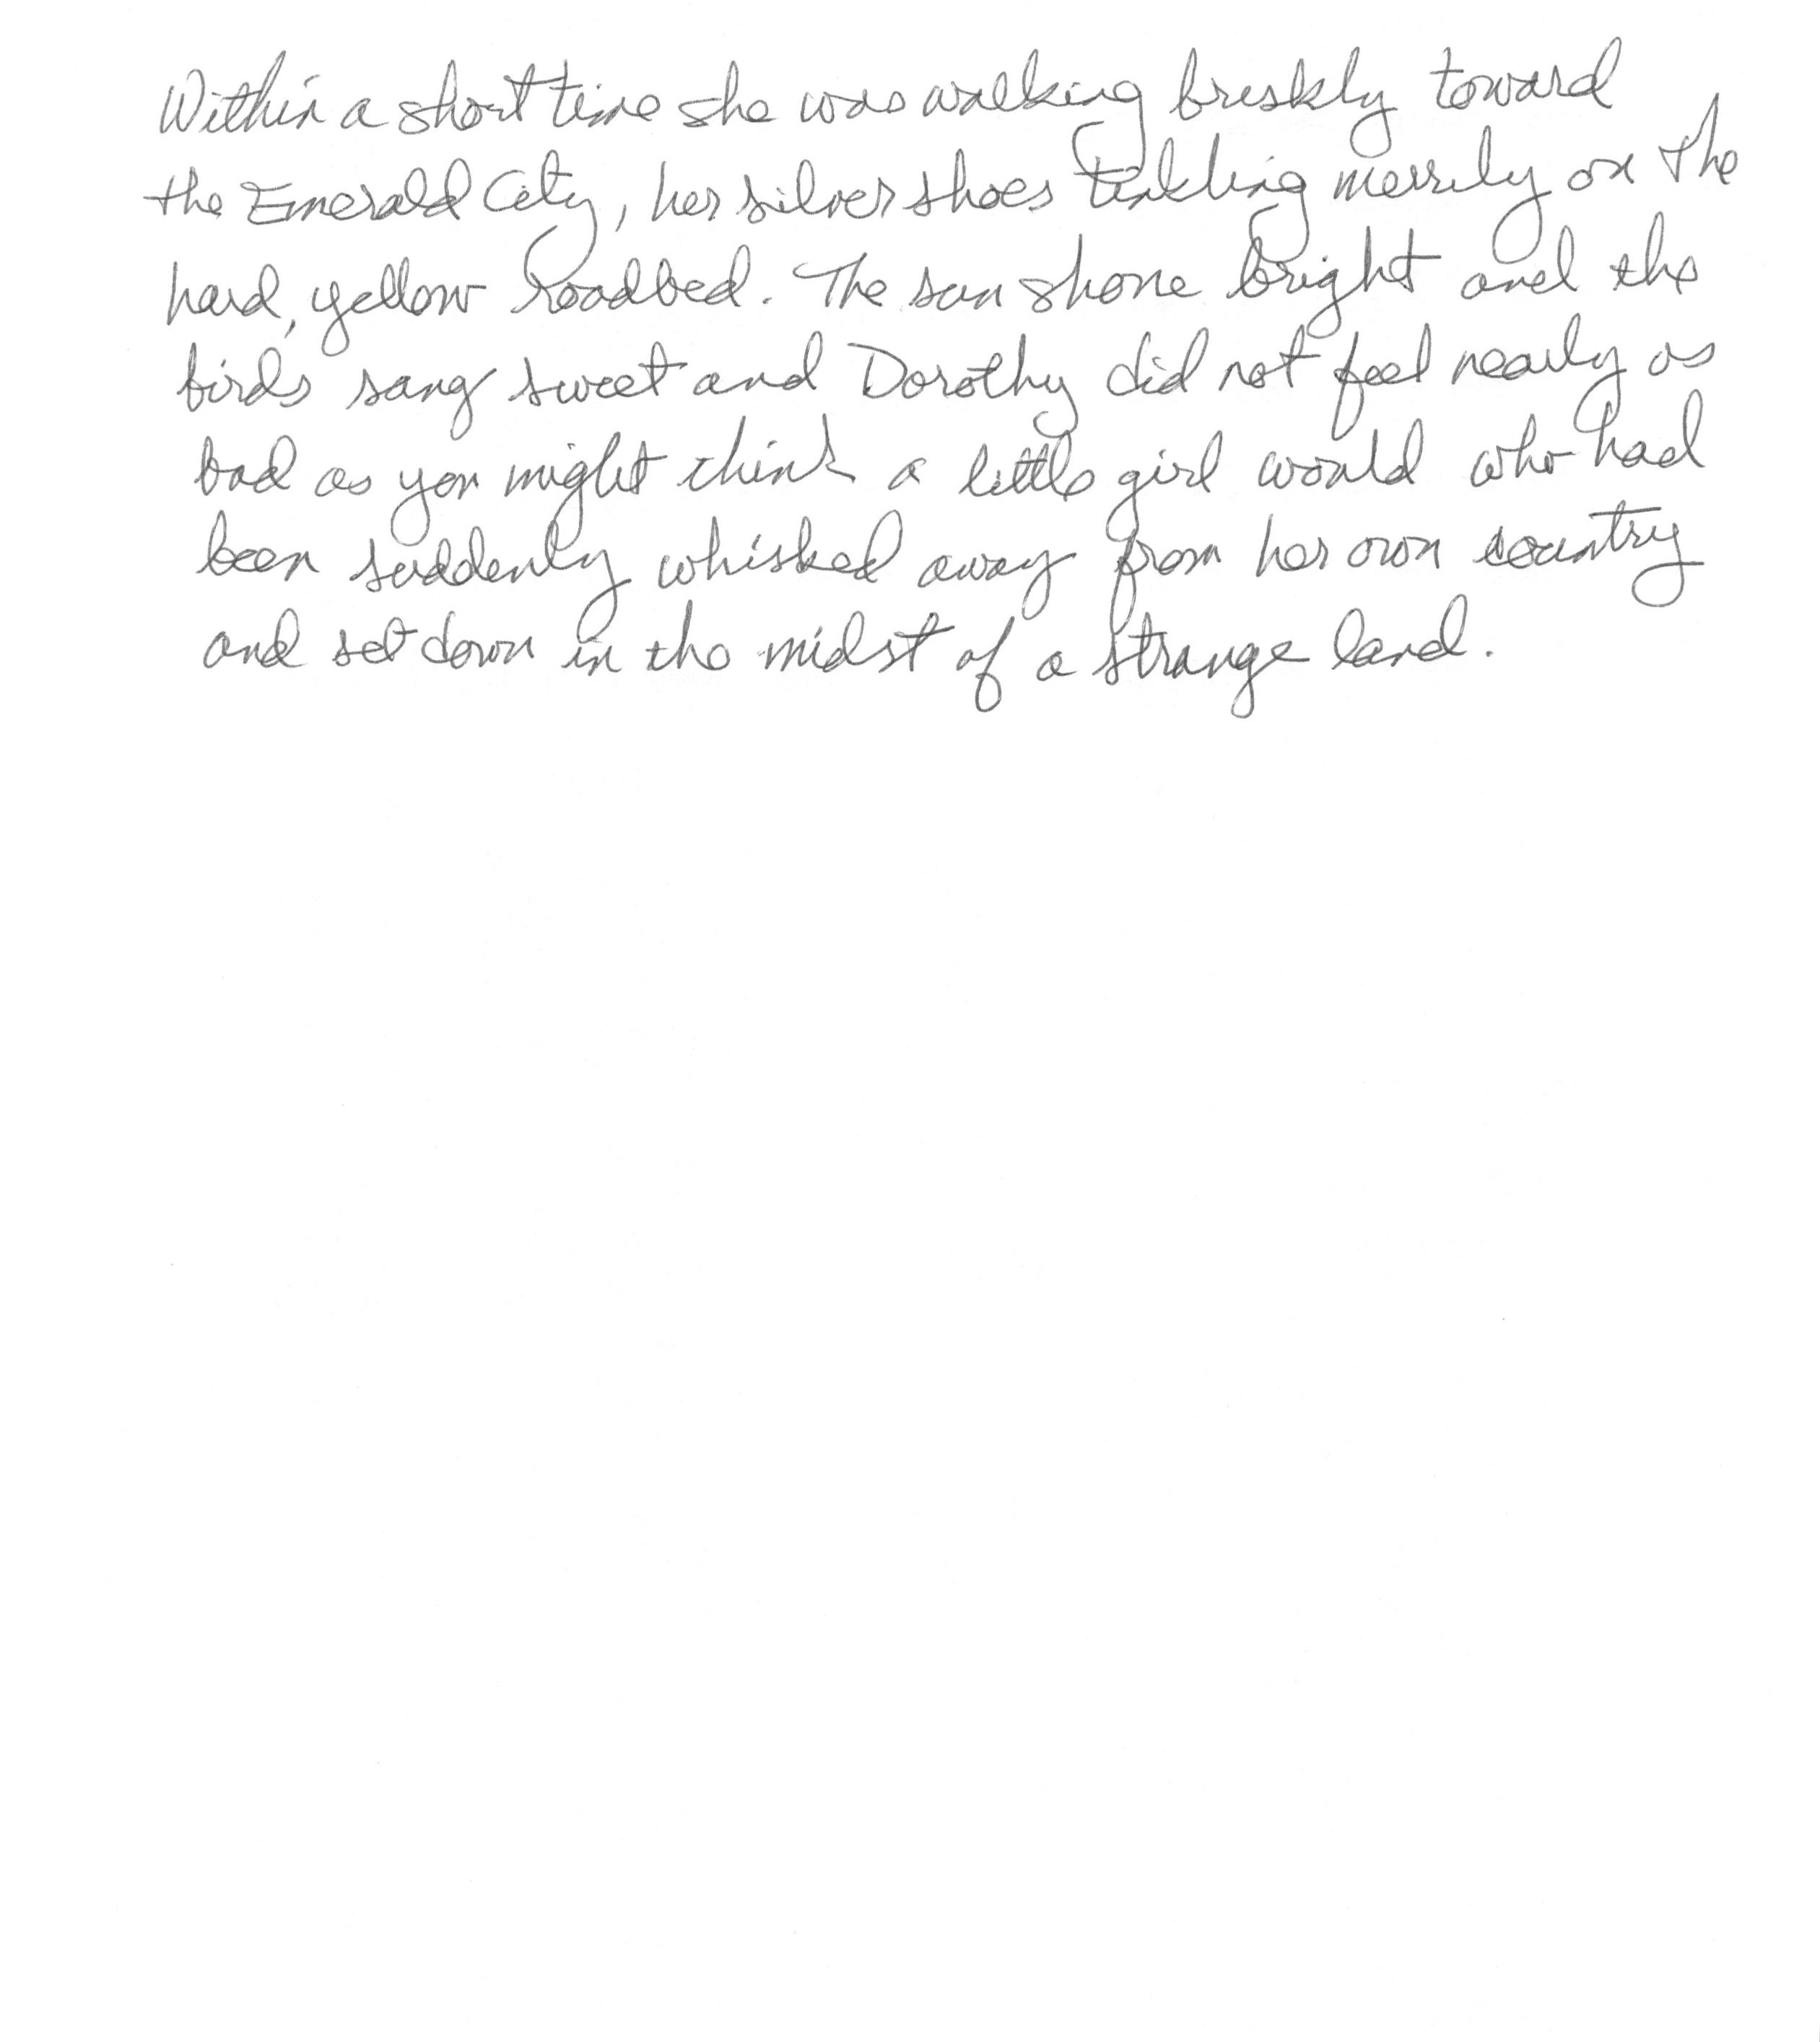 Within a short time she was walking briskly toward
the Emerald City, her silver shoes tinkling merrily on the
hard, yellow roadbed. The sun shone bright and the
birds sang sweet and Dorothy did not feel nearly as
bad as you might think a little girl would who had
been suddenly whisked away from her own country
and set down in the midst of a strange land.